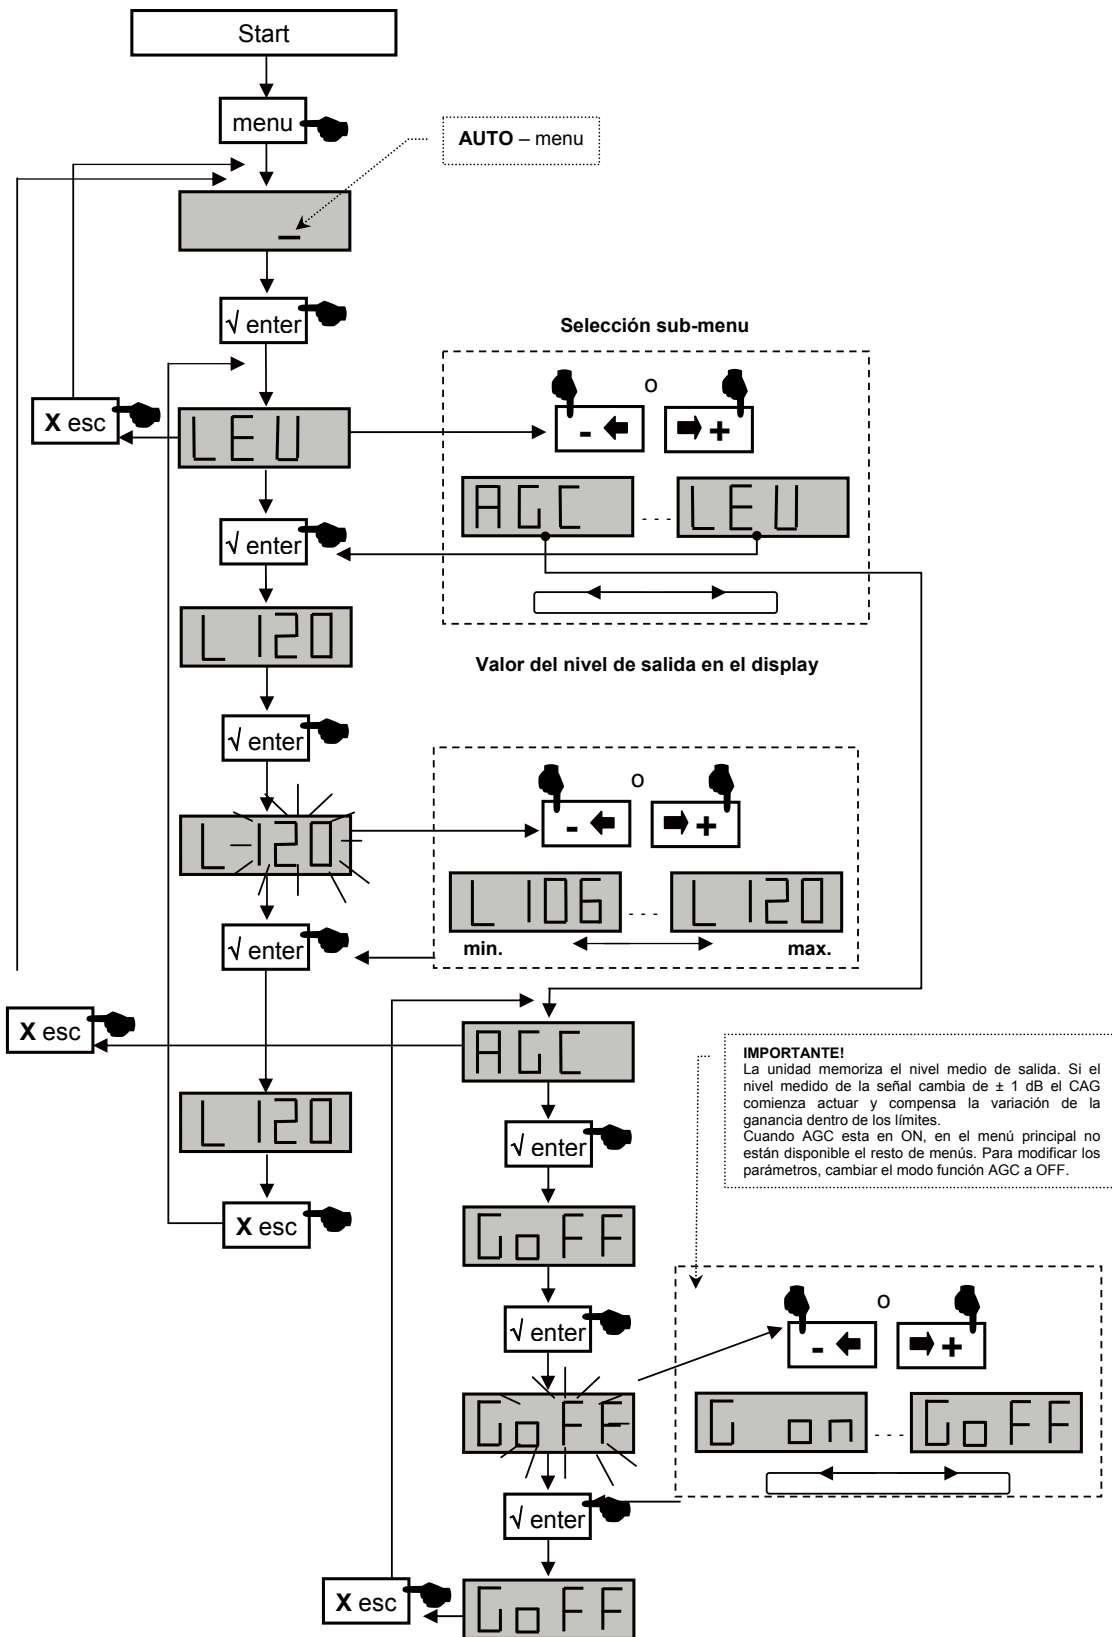 Start
menu
AUTO – menu
_
√ enter
Selección sub-menu
o
X esc
LEU
- +
AGC - - - LEU
√ enter
L120
Valor del nivel de salida en el display
√ enter
o
- +
L120
L106 - - - L120
min. max.
√ enter
X esc
AGC
IMPORTANTE!
La unidad memoriza el nivel medio de salida. Si el
nivel medido de la señal cambia de ± 1 dB el CAG
comienza actuar y compensa la variación de la
ganancia dentro de los límites.
Cuando AGC esta en ON, en el menú principal no
están disponible el resto de menús. Para modificar los
parámetros, cambiar el modo función AGC a OFF.
L120
√ enter
X esc
GoFF
√ enter
o
- +
GoFF
G on - - - GoFF
√ enter
X esc
GoFF